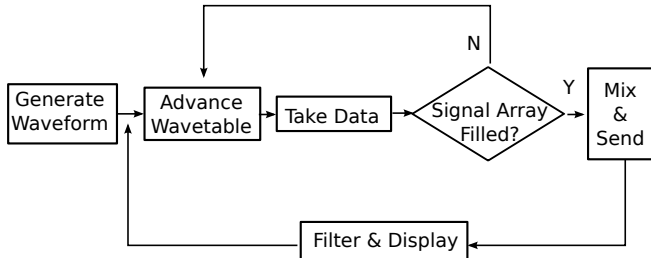 Generate
Waveform
Advance
Wavetable
Take Data
Signal Array
Filled?
N
Y
Mix
&
Send
Filter & Display